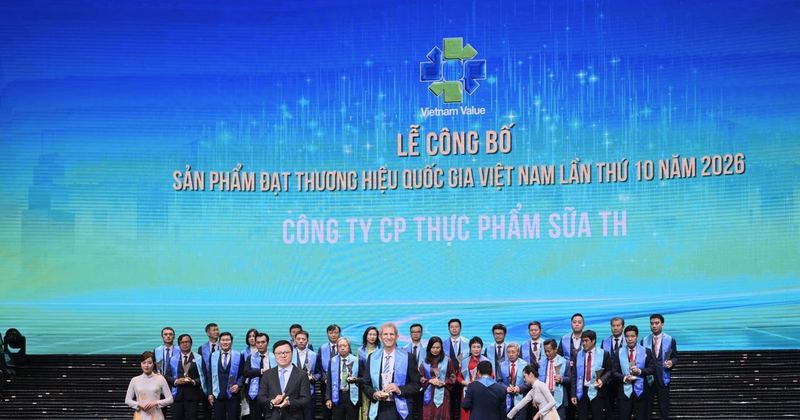 Vietnam Value
LỄ CÔNG BỐ
SẢN PHẨM ĐẠT THƯƠNG HIỆU QUỐC GIA VIỆT NAM LẦN THỨ 10 NĂM 2026
CÔNG TY CP THỰC PHẨM SỮA TH